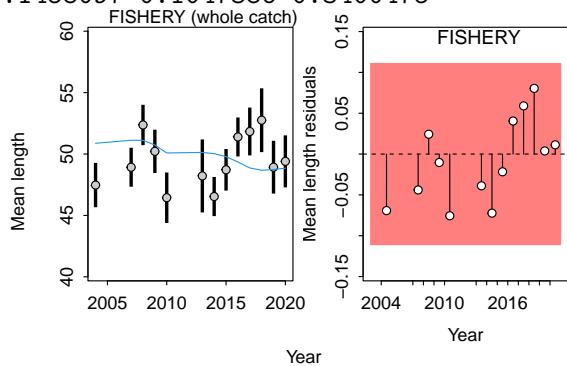 FISHERY (whole catch)
60
55
50
45
40
Mean length
2005 2010 2015 2020
FISHERY
0.15
0.05
−0.05
−0.15
Mean length residuals
2004 2010 2016
Year
Year